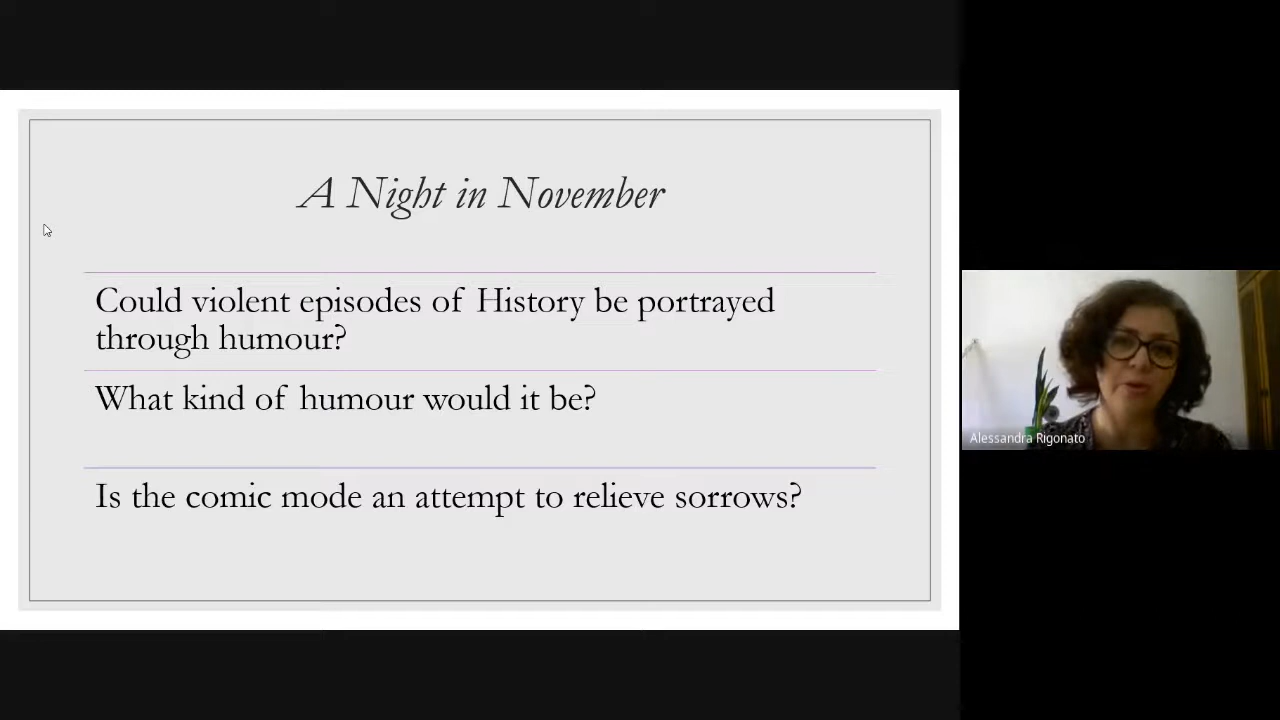 A Night in November
Could violent episodes of History be portrayed
through humour?
What kind of humour would it be?
Is the comic mode an attempt to relieve sorrows?
Alessandra Rigonato